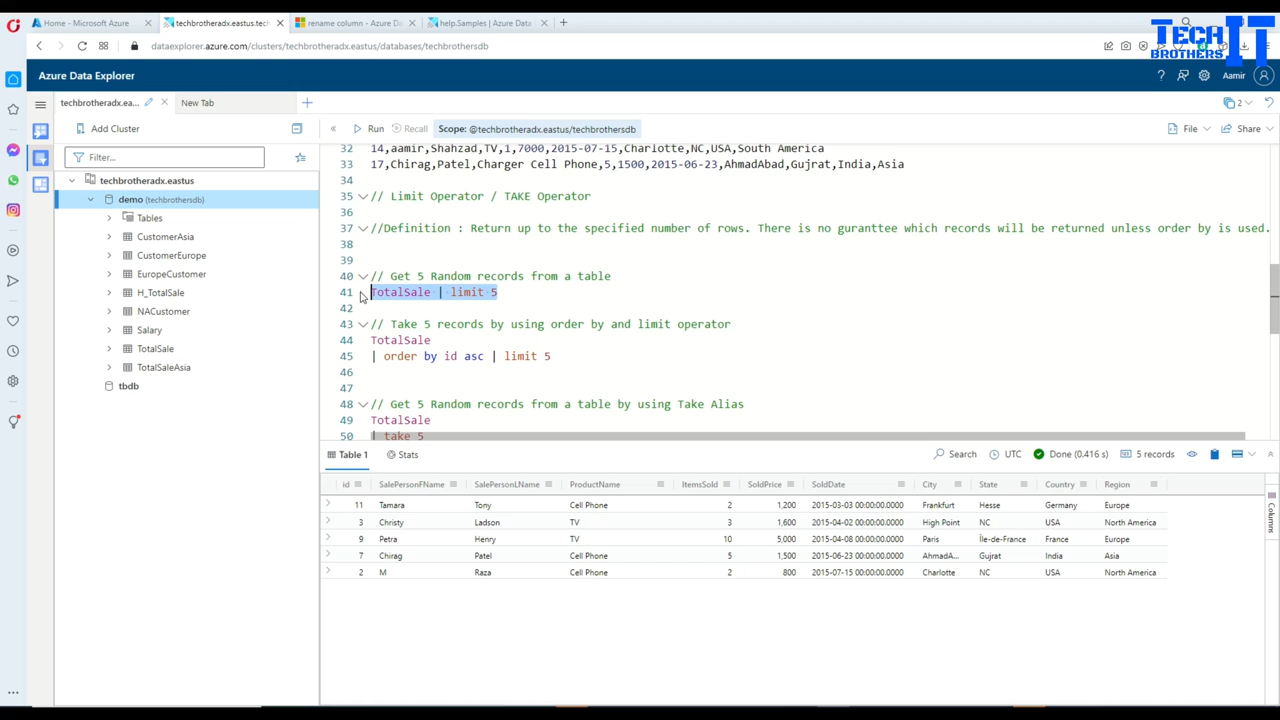 Home - Microsoft Azure
techbrotheradx.eastus.tech
rename column - Azure Da
help.Samples | Azure Data
dataexplorer.azure.com/clusters/techbrotheradx.eastus/databases/techbrothersdb
TECH IT
BROTHERS
Azure Data Explorer
Aamir
techbrotheradx.ea...
New Tab
2
Add Cluster
Run
Recall
Scope: @techbrotheradx.eastus/techbrothersdb
File
Share
Filter...
techbrotheradx.eastus
demo (techbrothersdb)
Tables
CustomerAsia
CustomerEurope
EuropeCustomer
H_TotalSale
NACustomer
Salary
TotalSale
TotalSaleAsia
tbdb
32 14,aamir,Shahzad,TV,1,7000,2015-07-15,Charlotte,NC,USA,South America
33 17,Chirag,Patel,Charger Cell Phone,5,1500,2015-06-23,AhmadAbad,Gujrat,India,Asia
34
35 // Limit Operator / TAKE Operator
36
37 //Definition : Return up to the specified number of rows. There is no gurantee which records will be returned unless order by is used.
38
39
40 // Get 5 Random records from a table
41 TotalSale | limit 5
42
43 // Take 5 records by using order by and limit operator
44 TotalSale
45 | order by id asc | limit 5
46
47
48 // Get 5 Random records from a table by using Take Alias
49 TotalSale
50 | take 5
Table 1
Stats
Search
UTC
Done (0.416 s)
5 records
id SalePersonFName SalePersonLName ProductName ItemsSold SoldPrice SoldDate City State Country Region
11 Tamara Tony Cell Phone 2 1,200 2015-03-03 00:00:00.0000 Frankfurt Hesse Germany Europe
3 Christy Ladson TV 3 1,600 2015-04-02 00:00:00.0000 High Point NC USA North America
9 Petra Henry TV 10 5,000 2015-04-08 00:00:00.0000 Paris Île-de-France France Europe
7 Chirag Patel Cell Phone 5 1,500 2015-06-23 00:00:00.0000 AhmadA... Gujrat India Asia
2 M Raza Cell Phone 2 800 2015-07-15 00:00:00.0000 Charlotte NC USA North America
Columns